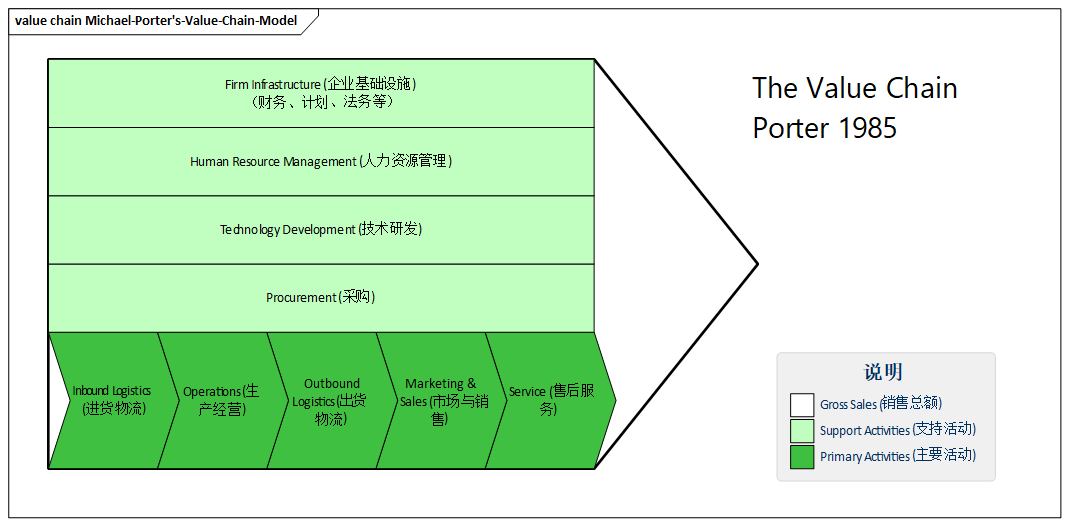 value chain Michael-Porter's-Value-Chain-Model
The Value Chain
Porter 1985
Firm Infrastructure (企业基础设施)
(财务、计划、法务等)
Human Resource Management (人力资源管理)
Technology Development (技术研发)
Procurement (采购)
Inbound Logistics
(进货物流)
Operations (生
产经营)
Outbound
Logistics (出货
物流)
Marketing &
Sales (市场与销
售)
Service (售后服
务)
说明
Gross Sales (销售总额)
Support Activities (支持活动)
Primary Activities (主要活动)